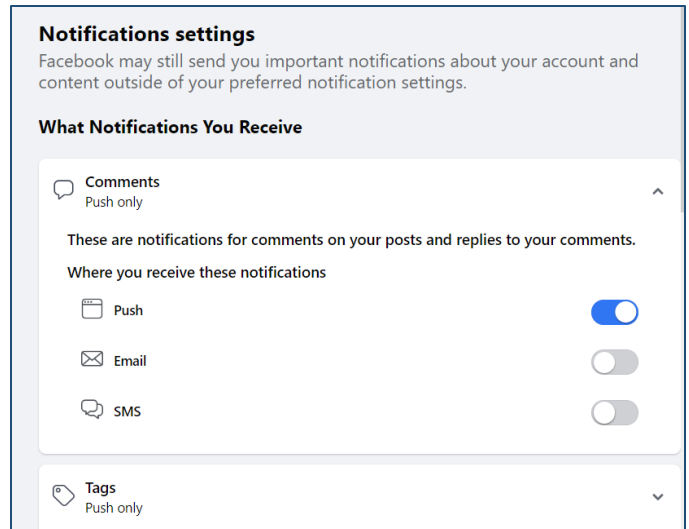 Notifications settings
Facebook may still send you important notifications about your account and
content outside of your preferred notification settings.
What Notifications You Receive
Comments
Push only
These are notifications for comments on your posts and replies to your comments.
Where you receive these notifications
Push
Email
SMS
Tags
Push only